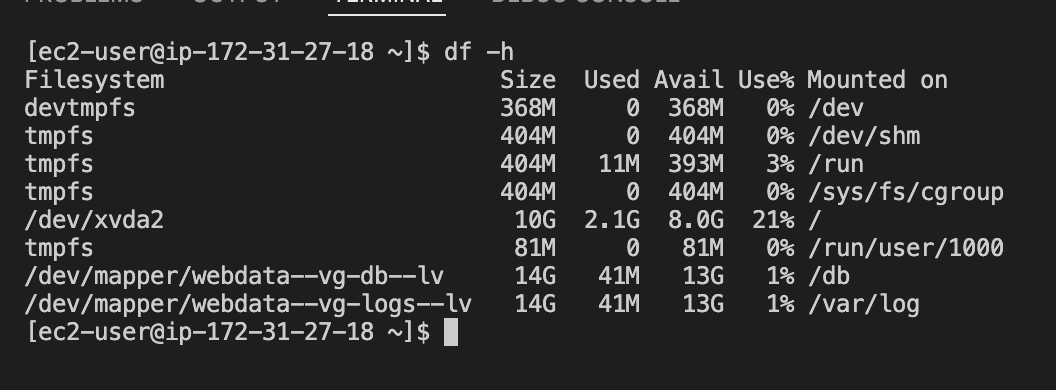 TERMINAL
[ec2-user@ip-172-31-27-18 ~]$ df -h
Filesystem                        Size  Used Avail Use% Mounted on
devtmpfs                          368M     0  368M   0% /dev
tmpfs                             404M     0  404M   0% /dev/shm
tmpfs                             404M   11M  393M   3% /run
tmpfs                             404M     0  404M   0% /sys/fs/cgroup
/dev/xvda2                         10G  2.1G  8.0G  21% /
tmpfs                              81M     0   81M   0% /run/user/1000
/dev/mapper/webdata--vg-db--lv     14G   41M   13G   1% /db
/dev/mapper/webdata--vg-logs--lv   14G   41M   13G   1% /var/log
[ec2-user@ip-172-31-27-18 ~]$